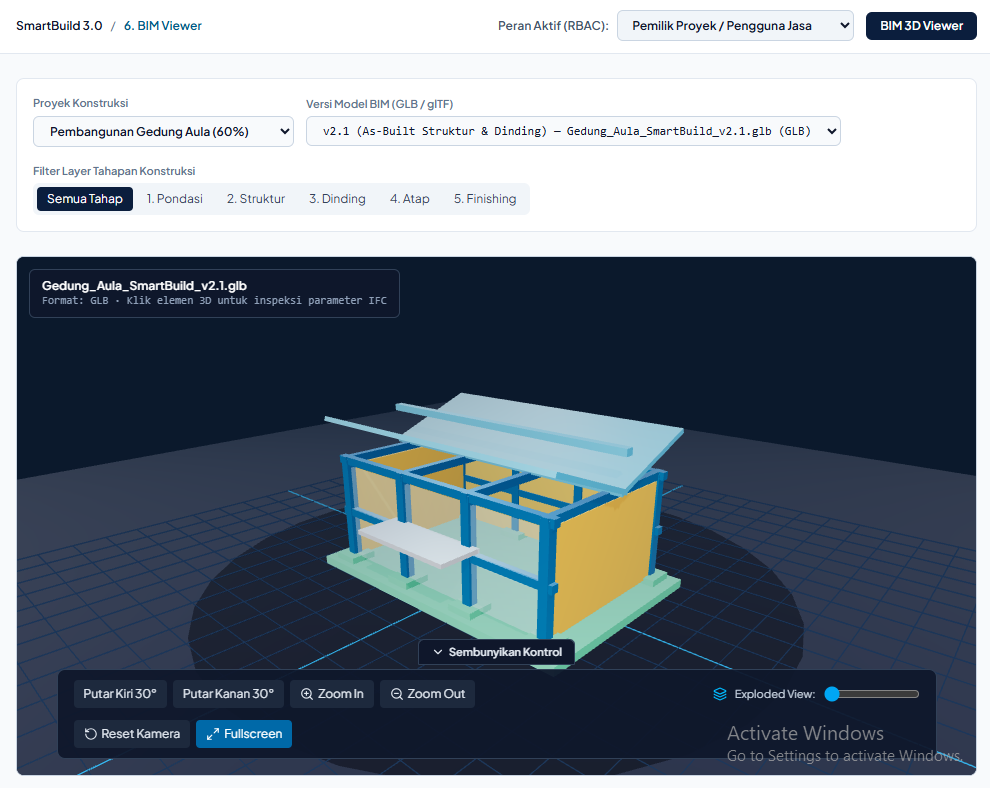 SmartBuild 3.0 / 6. BIM Viewer
Peran Aktif (RBAC): Pemilik Proyek / Pengguna Jasa
BIM 3D Viewer
Proyek Konstruksi
Pembangunan Gedung Aula (60%)
Versi Model BIM (GLB / glTF)
v2.1 (As-Built Struktur & Dinding) — Gedung_Aula_SmartBuild_v2.1.glb (GLB)
Filter Layer Tahapan Konstruksi
Semua Tahap 1. Pondasi 2. Struktur 3. Dinding 4. Atap 5. Finishing
Gedung_Aula_SmartBuild_v2.1.glb
Format: GLB · Klik elemen 3D untuk inspeksi parameter IFC
Sembunyikan Kontrol
Putar Kiri 30° Putar Kanan 30° Zoom In Zoom Out
Exploded View:
Reset Kamera Fullscreen
Activate Windows
Go to Settings to activate Windows.